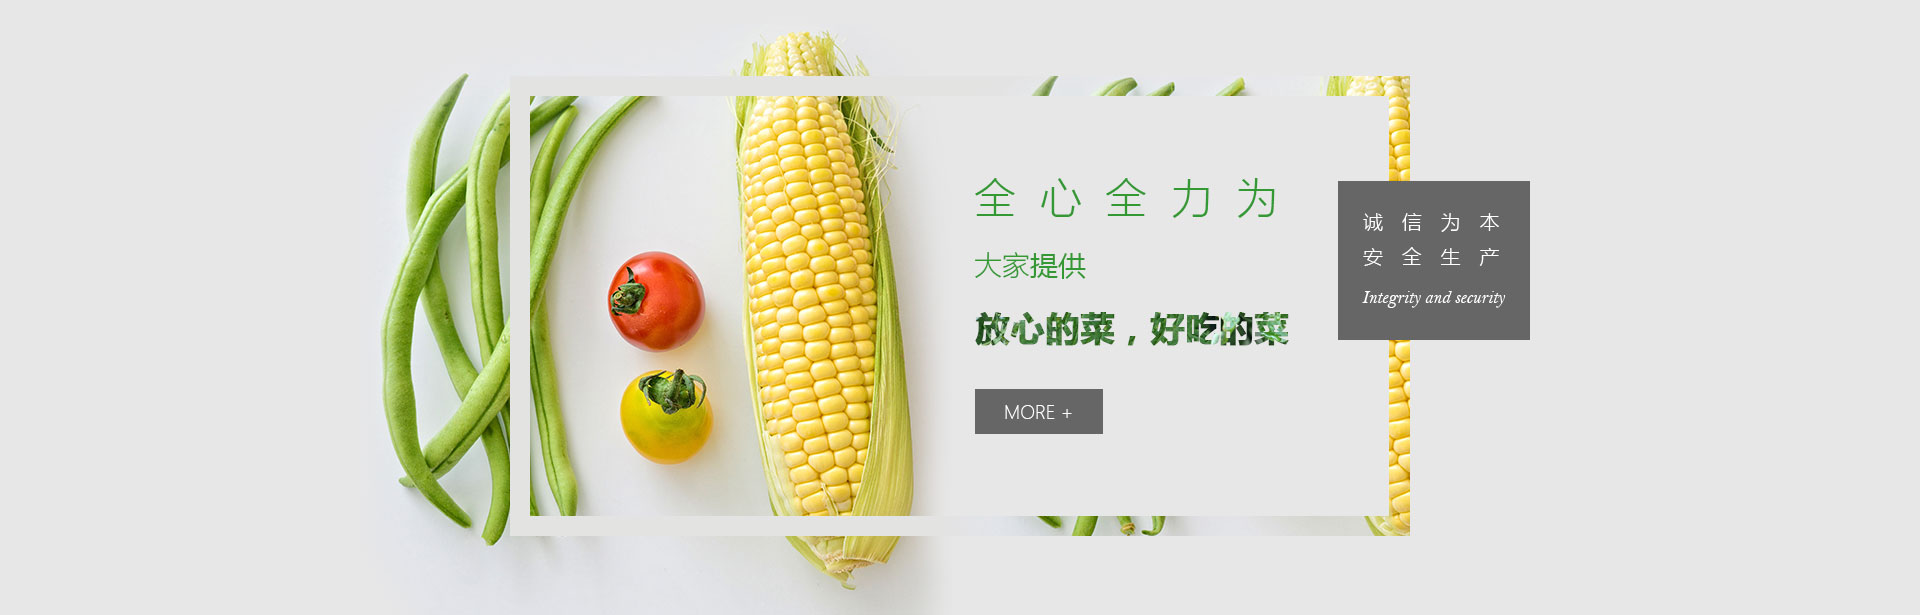 全心全力为
大家提供
放心的菜，好吃的菜
MORE +
诚信为本
安全生产
Integrity and security